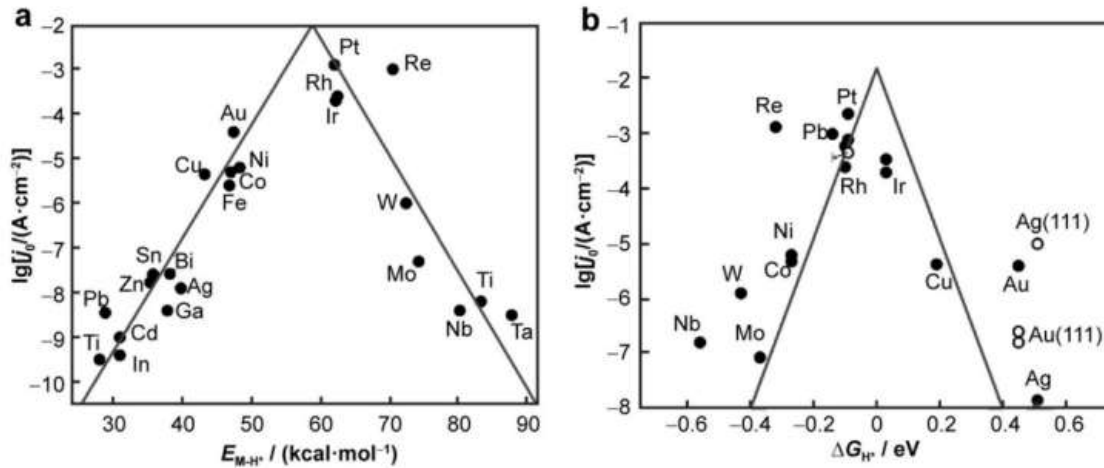 a
−2
−3
−4
−5
−6
−7
−8
−9
−10
lg[j₀/(A·cm⁻²)]
Pt
Re
Rh
Ir
Au
Cu
Ni
Co
Fe
W
Sn
Bi
Mo
Zn
Ag
Ti
Pb
Ga
Nb
Ta
Cd
Ti
In
30 40 50 60 70 80 90
E_M-H* / (kcal·mol⁻¹)
b
−1
−2
−3
−4
−5
−6
−7
−8
lg[j₀/(A·cm⁻²)]
Pt
Re
Pb
Rh
Ir
Ag(111)
Ni
Co
Cu
Au
W
Nb
Mo
Au(111)
Ag
−0.6 −0.4 −0.2 0 0.2 0.4 0.6
ΔG_H* / eV